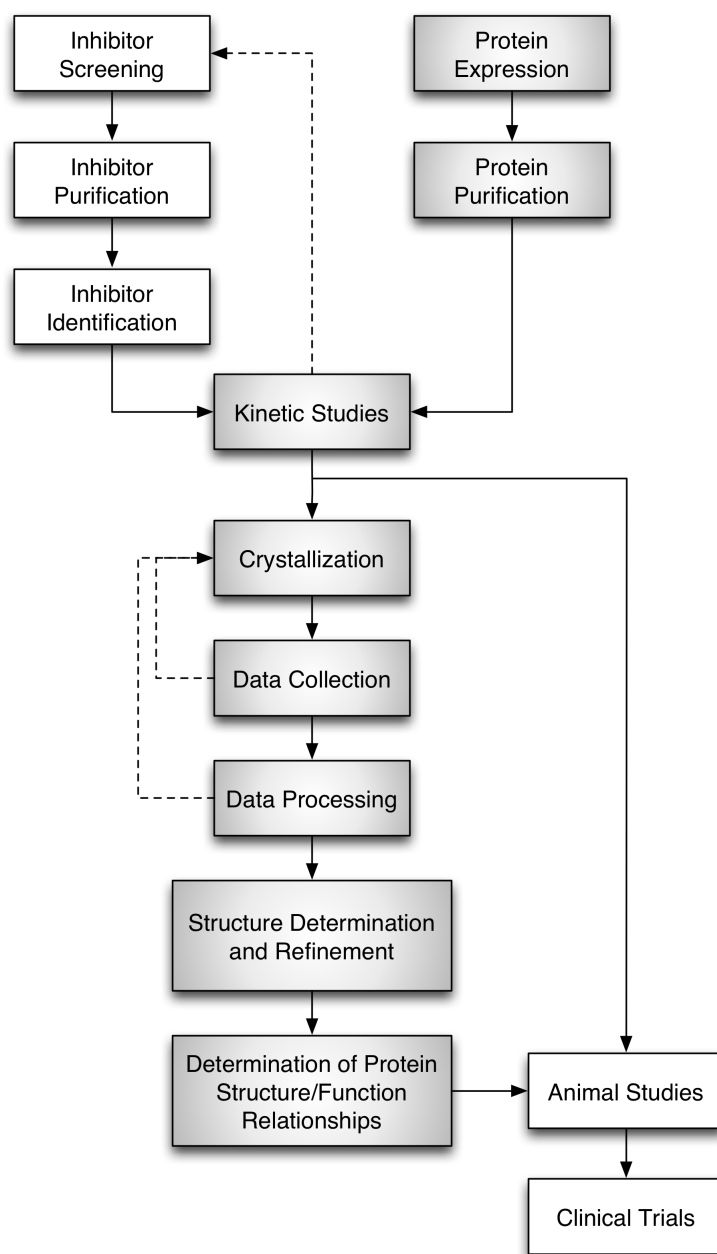 Inhibitor
Screening
Protein
Expression
Inhibitor
Purification
Protein
Purification
Inhibitor
Identification
Kinetic Studies
Crystallization
Data Collection
Data Processing
Structure Determination
and Refinement
Determination of Protein
Structure/Function
Relationships
Animal Studies
Clinical Trials